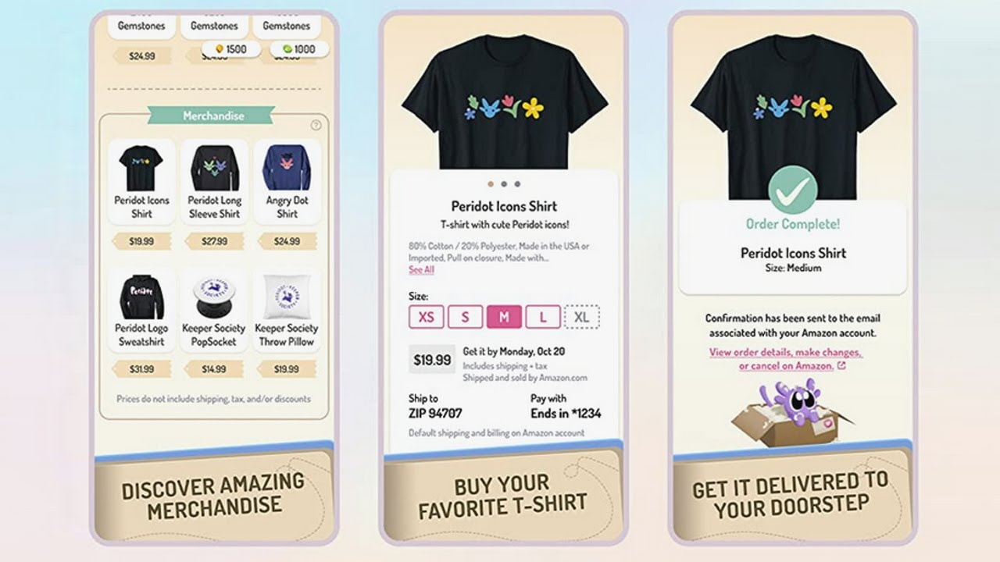 Gemstones
Gemstones
Gemstones
1500
1000
$24.99
$24.99
$24.99
Merchandise
?
Peridot Icons
Shirt
Peridot Long
Sleeve Shirt
Angry Dot
Shirt
$19.99
$27.99
$24.99
Peridot
Peridot Logo
Sweatshirt
Keeper Society
PopSocket
PERIDOT KEEPER
SOCIETY
Keeper Society
Throw Pillow
$31.99
$14.99
$19.99
Prices do not include shipping, tax, and/or discounts
DISCOVER AMAZING
MERCHANDISE
Peridot Icons Shirt
T-shirt with cute Peridot icons!
80% Cotton / 20% Polyester, Made in the USA or
Imported, Pull on closure, Made with...
See All
Size:
XS
S
M
L
XL
$19.99
Get it by Monday, Oct 20
Includes shipping + tax
Shipped and sold by Amazon.com
Ship to
ZIP 94707
Pay with
Ends in *1234
Default shipping and billing on Amazon account
BUY YOUR
FAVORITE T-SHIRT
Order Complete!
Peridot Icons Shirt
Size: Medium
Confirmation has been sent to the email
associated with your Amazon account.
View order details, make changes,
or cancel on Amazon.
GET IT DELIVERED TO
YOUR DOORSTEP